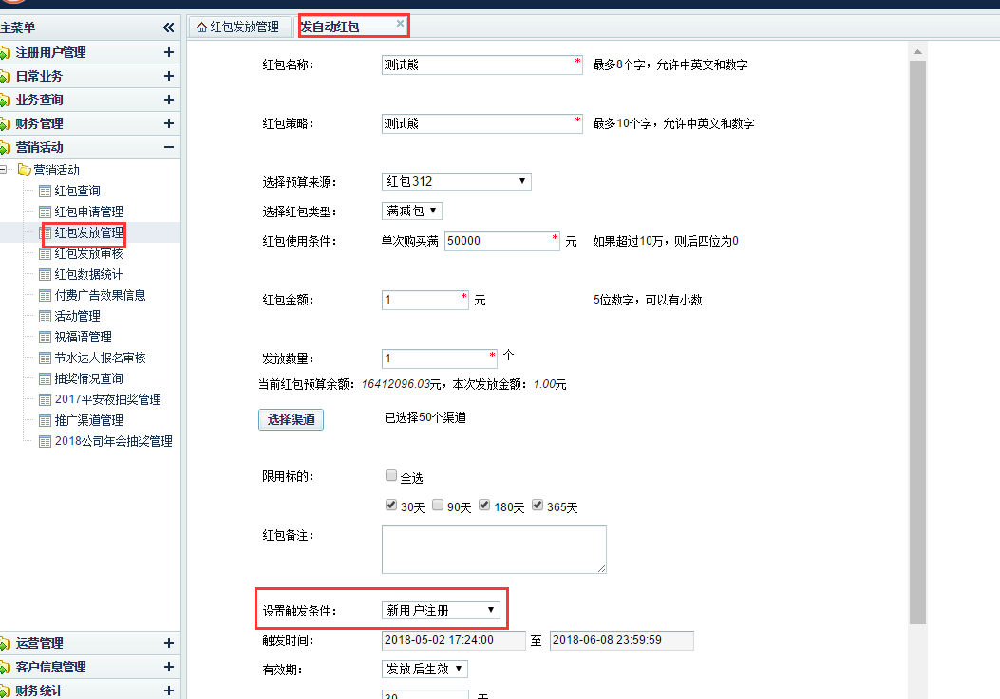 主菜单
注册用户管理
日常业务
业务查询
财务管理
营销活动
营销活动
红包查询
红包申请管理
红包发放管理
红包发放审核
红包数据统计
付费广告效果信息
活动管理
祝福语管理
节水达人报名审核
抽奖情况查询
2017平安夜抽奖管理
推广渠道管理
2018公司年会抽奖管理
运营管理
客户信息管理
财务统计
红包发放管理 发自动红包
红包名称： 测试熊 * 最多8个字，允许中英文和数字
红包策略： 测试熊 * 最多10个字，允许中英文和数字
选择预算来源： 红包312
选择红包类型： 满减包
红包使用条件： 单次购买满 50000 * 元 如果超过10万，则后四位为0
红包金额： 1 * 元 5位数字，可以有小数
发放数量： 1 * 个
当前红包预算余额：16412096.03元，本次发放金额：1.00元
选择渠道 已选择50个渠道
限用标的： 全选
30天 90天 180天 365天
红包备注：
设置触发条件： 新用户注册
触发时间： 2018-05-02 17:24:00 至 2018-06-08 23:59:59
有效期： 发放后生效
30 天